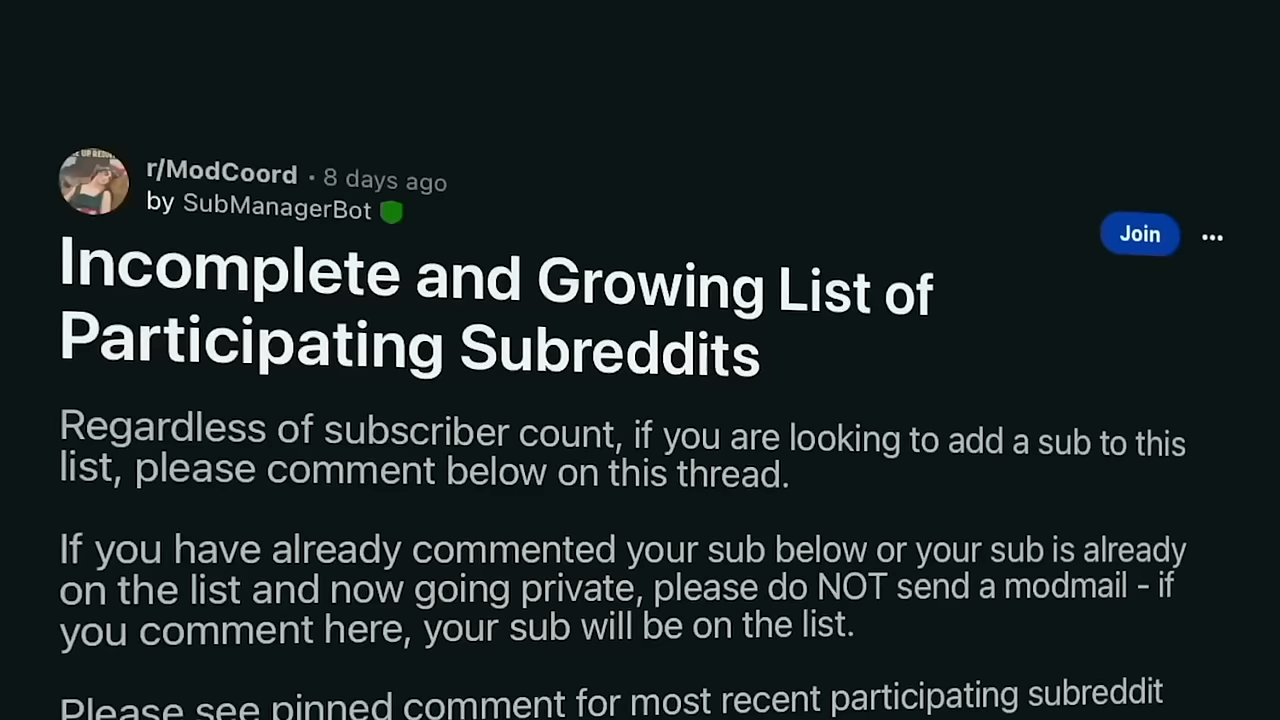 r/ModCoord · 8 days ago
by SubManagerBot
Join
Incomplete and Growing List of
Participating Subreddits
Regardless of subscriber count, if you are looking to add a sub to this
list, please comment below on this thread.
If you have already commented your sub below or your sub is already
on the list and now going private, please do NOT send a modmail - if
you comment here, your sub will be on the list.
Please see pinned comment for most recent participating subreddit